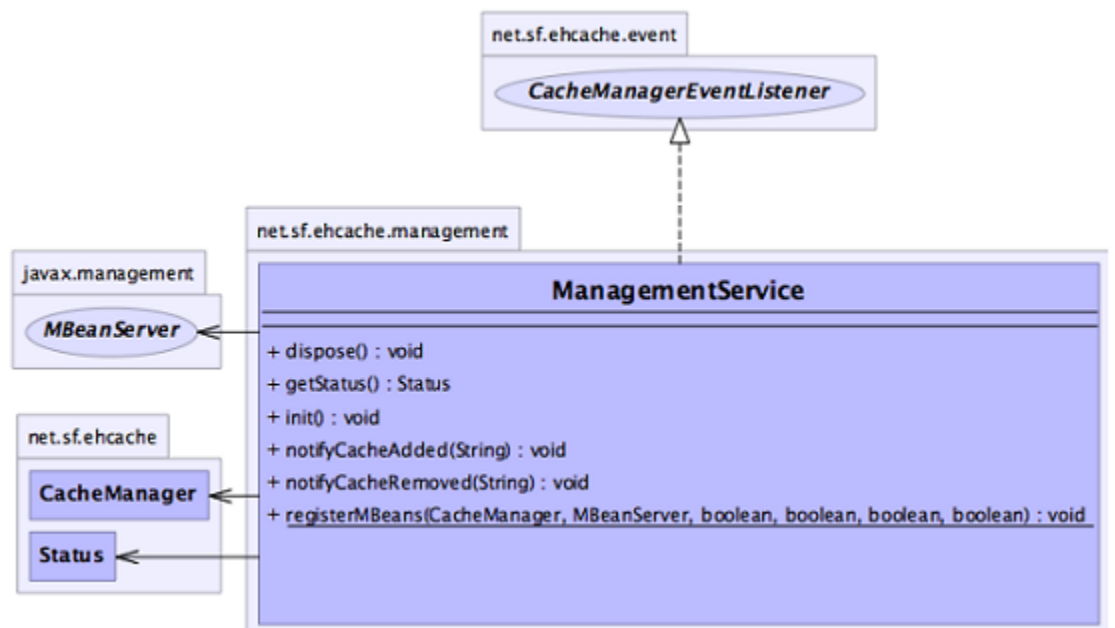 net.sf.ehcache.event
CacheManagerEventListener
net.sf.ehcache.management
javax.management
MBeanServer
ManagementService
+ dispose() : void
+ getStatus() : Status
+ init() : void
+ notifyCacheAdded(String) : void
+ notifyCacheRemoved(String) : void
+ registerMBeans(CacheManager, MBeanServer, boolean, boolean, boolean, boolean) : void
net.sf.ehcache
CacheManager
Status